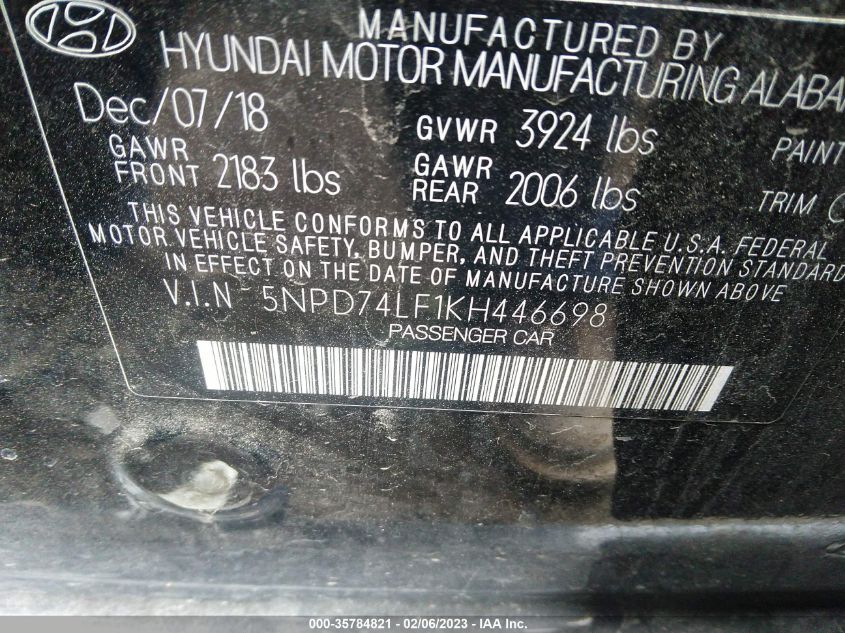 MANUFACTURED BY
HYUNDAI MOTOR MANUFACTURING ALABA
Dec/07/18 GVWR 3924 lbs PAINT
GAWR FRONT 2183 lbs GAWR REAR 2006 lbs TRIM
THIS VEHICLE CONFORMS TO ALL APPLICABLE U.S.A. FEDERAL
MOTOR VEHICLE SAFETY, BUMPER, AND THEFT PREVENTION STANDARD
IN EFFECT ON THE DATE OF MANUFACTURE SHOWN ABOVE
V.I.N 5NPD74LF1KH446698
PASSENGER CAR
000-35784821 - 02/06/2023 - IAA Inc.